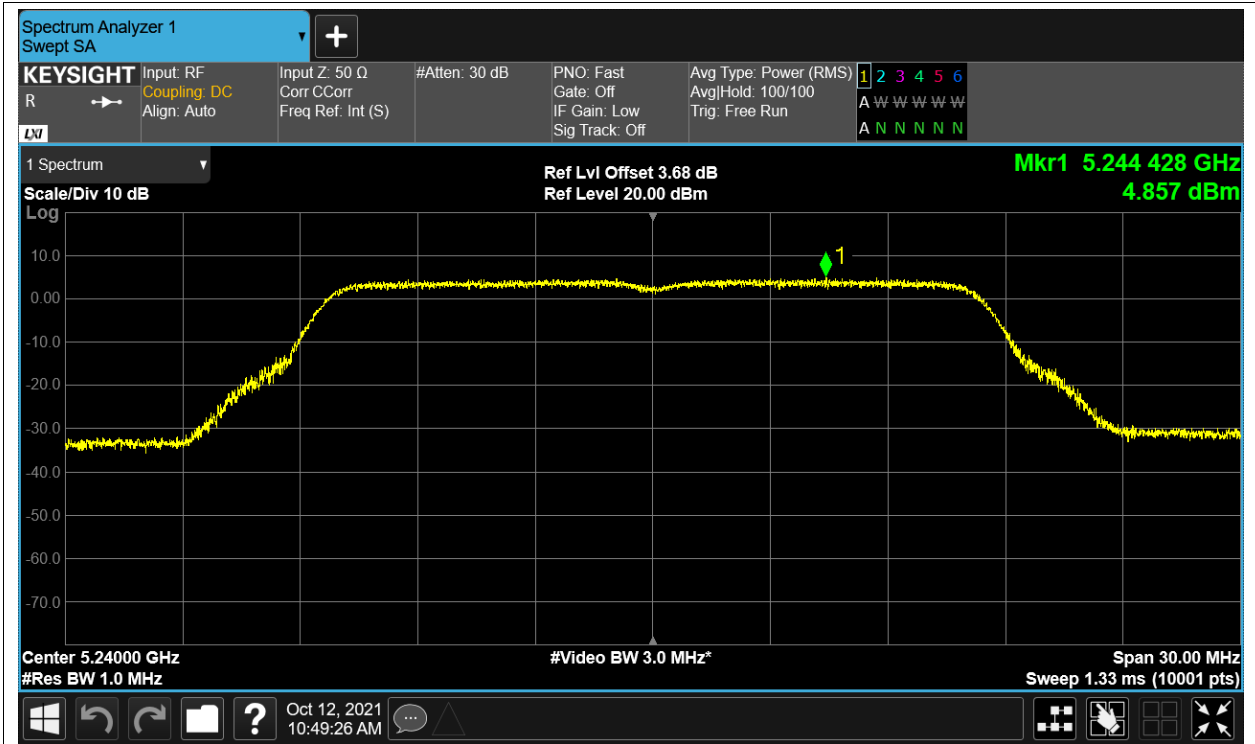 Spectrum Analyzer 1
Swept SA
KEYSIGHT
R
LXI
Input: RF
Coupling: DC
Align: Auto
Input Z: 50 Ω
Corr CCorr
Freq Ref: Int (S)
#Atten: 30 dB
PNO: Fast
Gate: Off
IF Gain: Low
Sig Track: Off
Avg Type: Power (RMS)
Avg|Hold: 100/100
Trig: Free Run
1 2 3 4 5 6
A W W W W W
A N N N N N
1 Spectrum
Scale/Div 10 dB
Log
Ref Lvl Offset 3.68 dB
Ref Level 20.00 dBm
Mkr1 5.244 428 GHz
4.857 dBm
1
10.0
0.00
-10.0
-20.0
-30.0
-40.0
-50.0
-60.0
-70.0
Center 5.24000 GHz
#Res BW 1.0 MHz
#Video BW 3.0 MHz*
Span 30.00 MHz
Sweep 1.33 ms (10001 pts)
?
Oct 12, 2021
10:49:26 AM